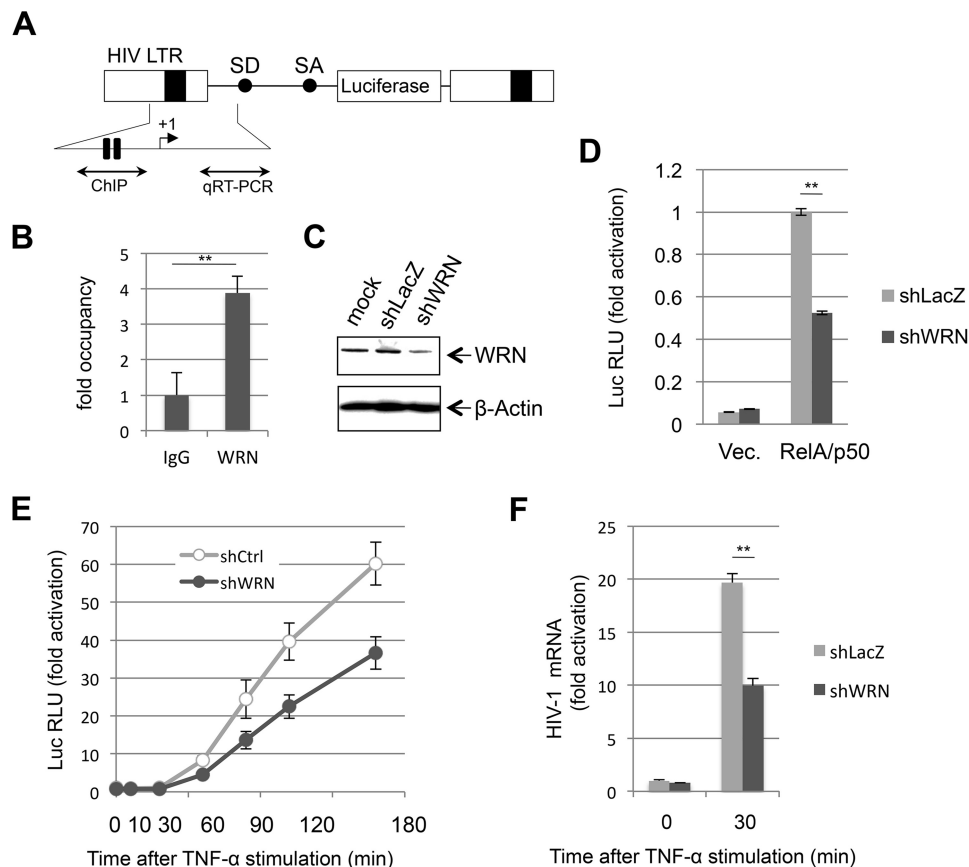 A
HIV LTR
SD
SA
Luciferase
+1
ChIP
qRT-PCR
B
fold occupancy
5
4
3
2
1
0
**
IgG
WRN
C
mock
shLacZ
shWRN
WRN
β-Actin
D
Luc RLU (fold activation)
1.2
1
0.8
0.6
0.4
0.2
0
**
Vec.
RelA/p50
shLacZ
shWRN
E
Luc RLU (fold activation)
70
60
50
40
30
20
10
0
shCtrl
shWRN
0 10 30 60 90 120 180
Time after TNF-α stimulation (min)
F
HIV-1 mRNA
(fold activation)
25
20
15
10
5
0
**
0
30
shLacZ
shWRN
Time after TNF-α stimulation (min)